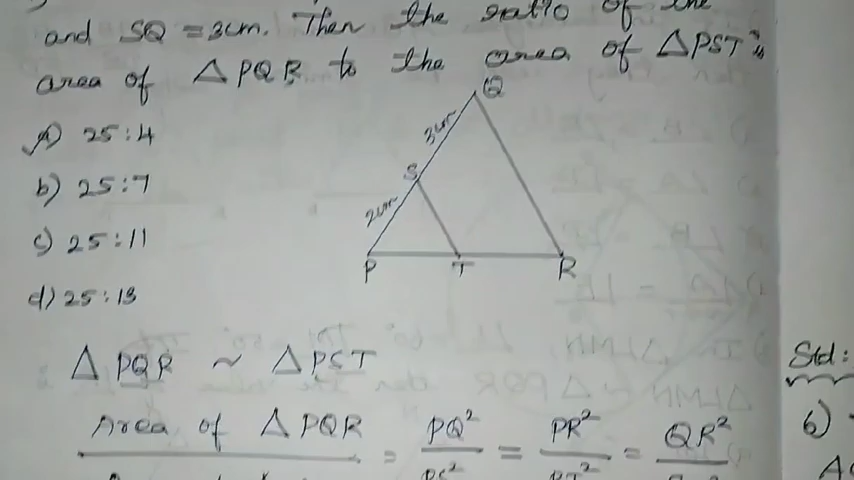 and SQ = 3cm. Then the ratio of the
area of △PQR to the area of △PST is
a) 25:4
b) 25:7
c) 25:11
d) 25:13
Q
3cm
S
2cm
P T R
△PQR ~ △PST
Area of △PQR = PQ² = PR² = QR²
Std:
6)